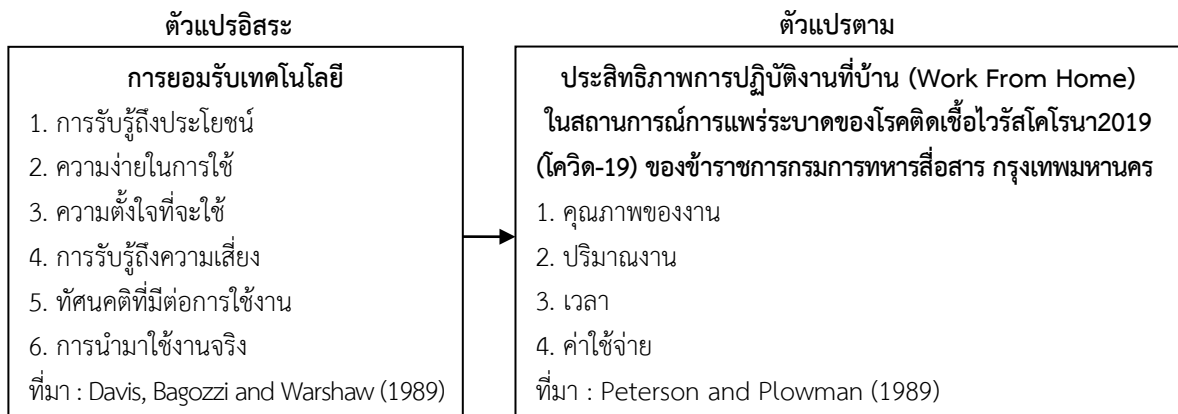 ตัวแปรอิสระ
การยอมรับเทคโนโลยี
1. การรับรู้ถึงประโยชน์
2. ความง่ายในการใช้
3. ความตั้งใจที่จะใช้
4. การรับรู้ถึงความเสี่ยง
5. ทัศนคติที่มีต่อการใช้งาน
6. การนำมาใช้งานจริง
ที่มา : Davis, Bagozzi and Warshaw (1989)
ตัวแปรตาม
ประสิทธิภาพการปฏิบัติงานที่บ้าน (Work From Home)
ในสถานการณ์การแพร่ระบาดของโรคติดเชื้อไวรัสโคโรนา2019
(โควิด-19) ของข้าราชการกรมการทหารสื่อสาร กรุงเทพมหานคร
1. คุณภาพของงาน
2. ปริมาณงาน
3. เวลา
4. ค่าใช้จ่าย
ที่มา : Peterson and Plowman (1989)